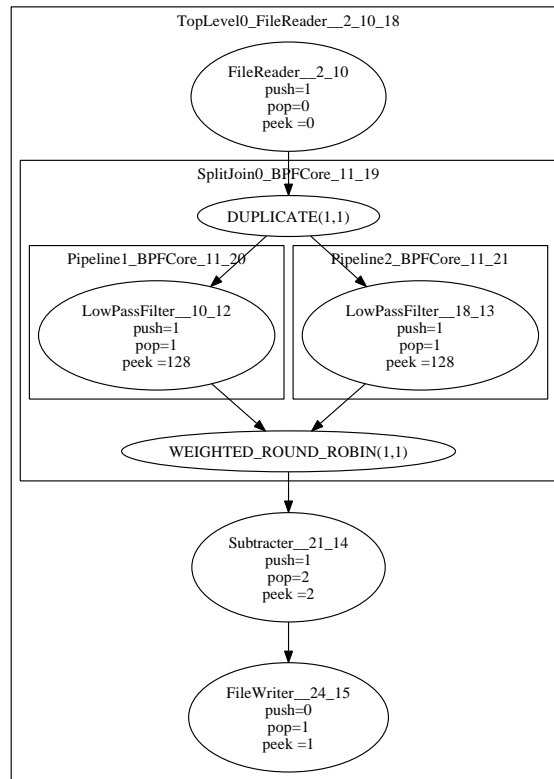 TopLevel0_FileReader__2_10_18
FileReader__2_10
push=1
pop=0
peek =0
SplitJoin0_BPFCore_11_19
DUPLICATE(1,1)
Pipeline1_BPFCore_11_20
LowPassFilter__10_12
push=1
pop=1
peek =128
Pipeline2_BPFCore_11_21
LowPassFilter__18_13
push=1
pop=1
peek =128
WEIGHTED_ROUND_ROBIN(1,1)
Subtracter__21_14
push=1
pop=2
peek =2
FileWriter__24_15
push=0
pop=1
peek =1